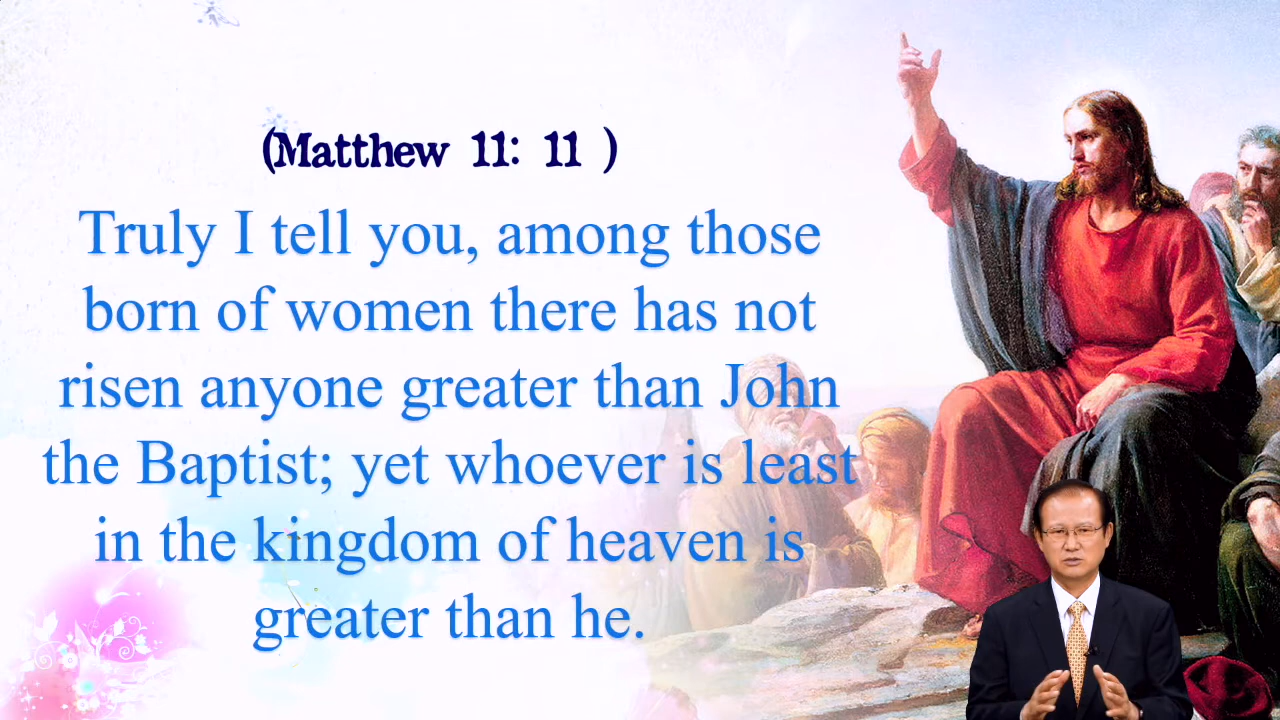 (Matthew 11: 11 )
Truly I tell you, among those
born of women there has not
risen anyone greater than John
the Baptist; yet whoever is least
in the kingdom of heaven is
greater than he.